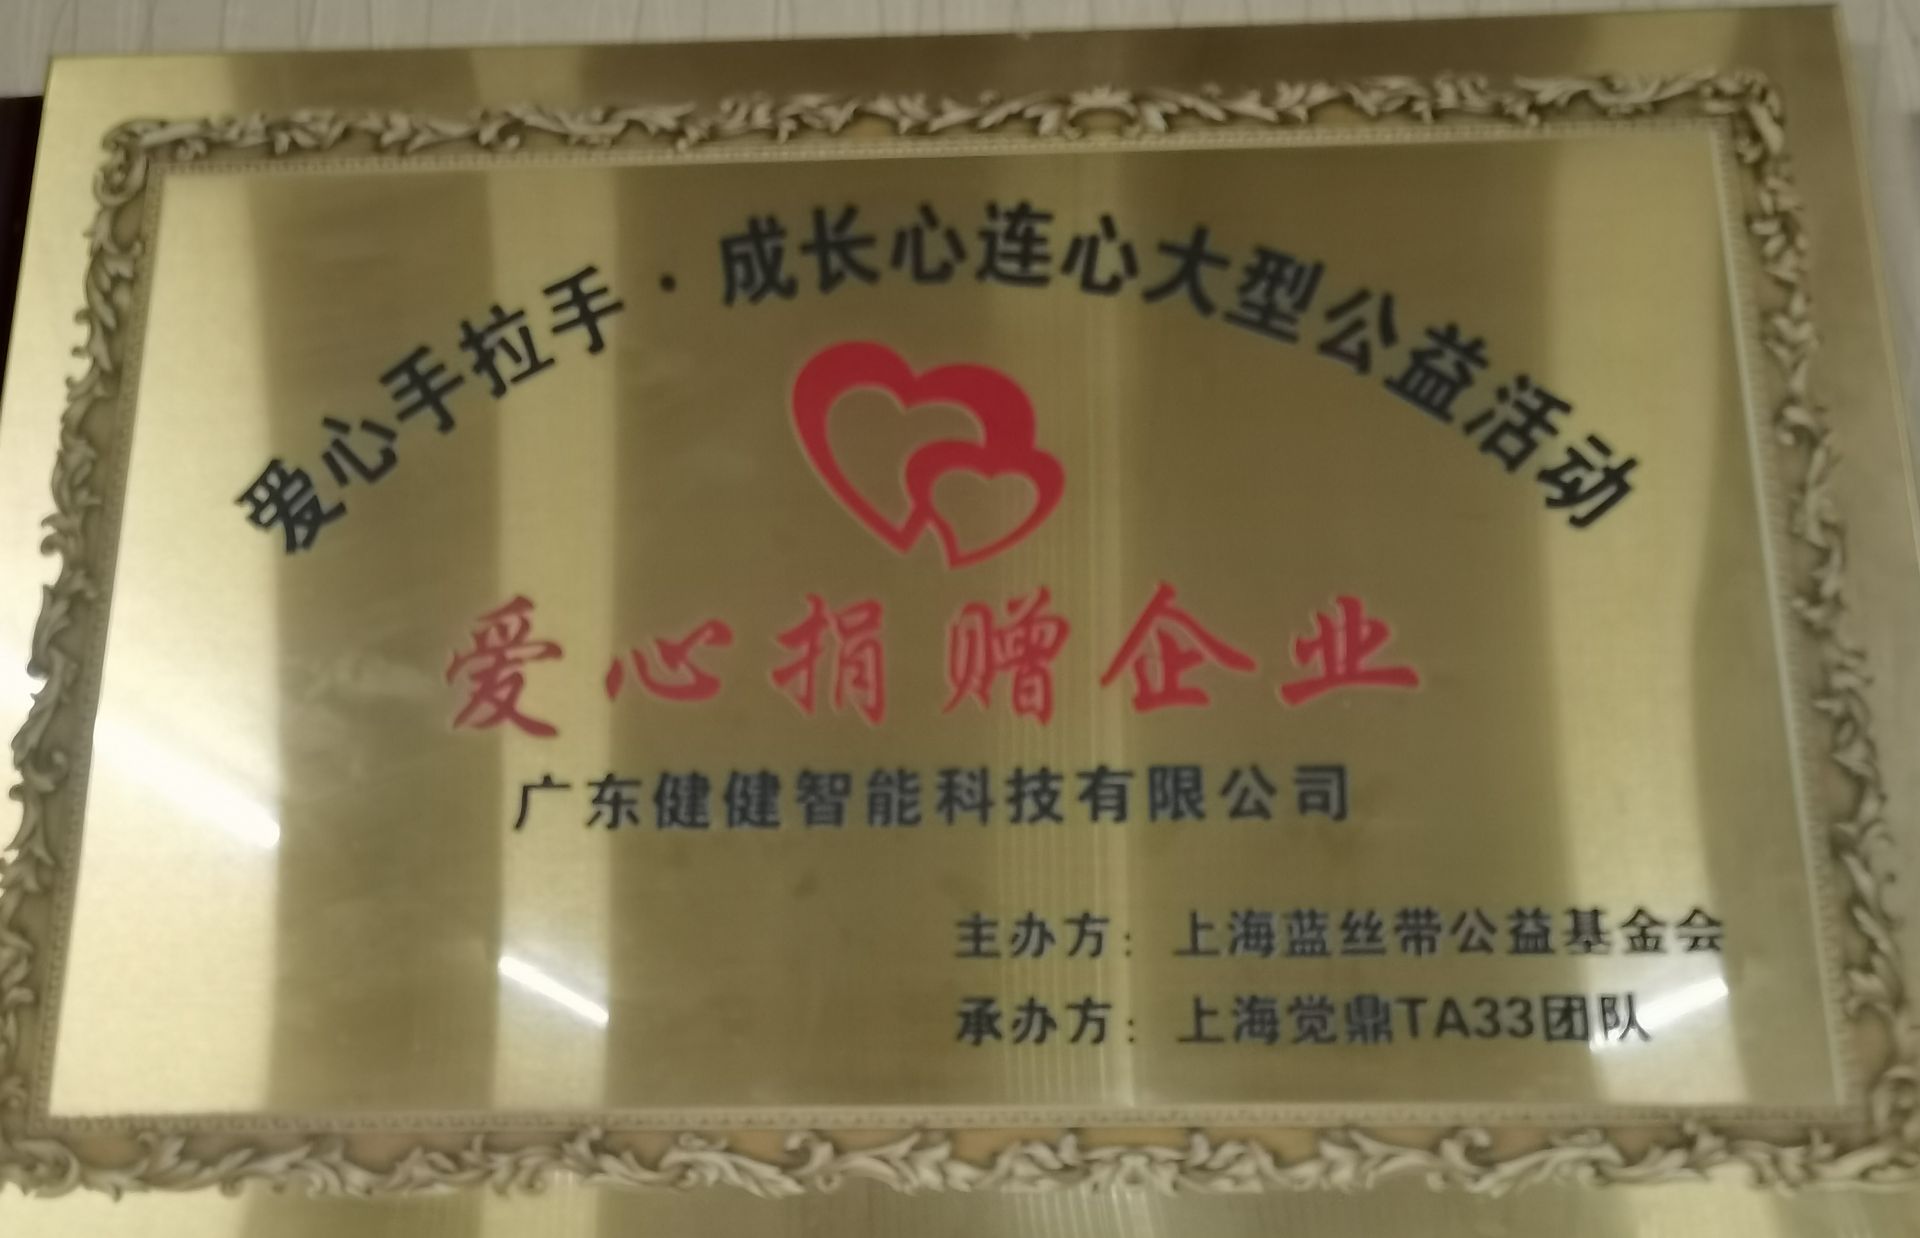 爱心手拉手·成长心连心大型公益活动
爱心捐赠企业
广东健健智能科技有限公司
主办方：上海蓝丝带公益基金会
承办方：上海觉鼎TA33团队